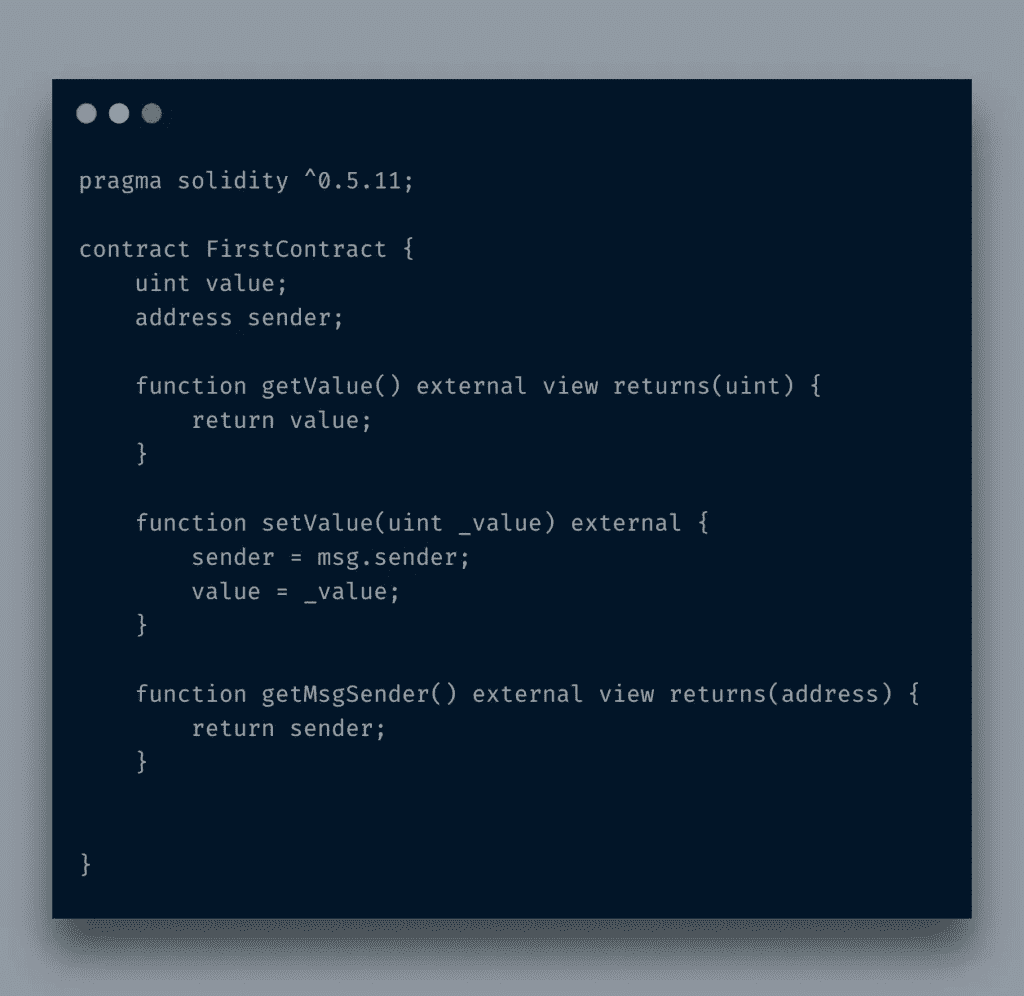 pragma solidity ^0.5.11;
contract FirstContract {
    uint value;
    address sender;
    function getValue() external view returns(uint) {
        return value;
    }
    function setValue(uint _value) external {
        sender = msg.sender;
        value = _value;
    }
    function getMsgSender() external view returns(address) {
        return sender;
    }
}